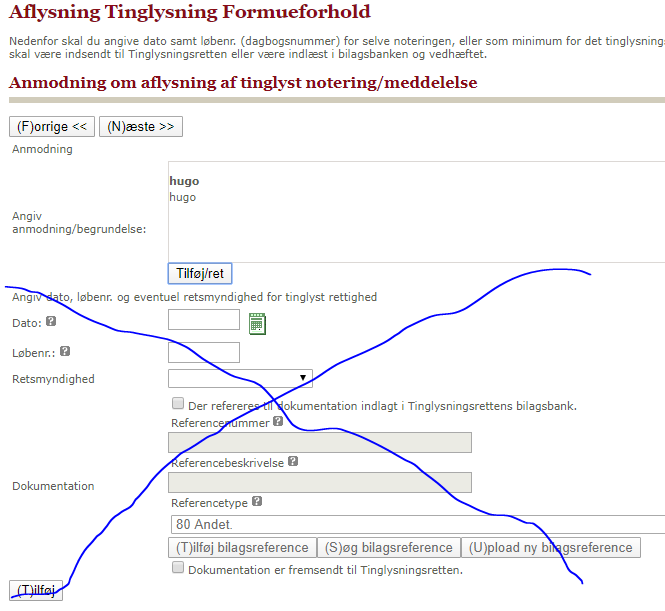 Aflysning Tinglysning Formueforhold
Nedenfor skal du angive dato samt løbenr. (dagbogsnummer) for selve noteringen, eller som minimum for det tinglysning
skal være indsendt til Tinglysningsretten eller være indlæst i bilagsbanken og vedhæftet.
Anmodning om aflysning af tinglyst notering/meddelelse
(F)orrige << (N)æste >>
Anmodning
hugo
hugo
Angiv
anmodning/begrundelse:
Tilføj/ret
Angiv dato, løbenr. og eventuel retsmyndighed for tinglyst rettighed
Dato: ?
Løbenr.: ?
Retsmyndighed
Der refereres til dokumentation indlagt i Tinglysningsrettens bilagsbank.
Referencenummer ?
Referencebeskrivelse ?
Dokumentation
Referencetype ?
80 Andet.
(T)ilføj bilagsreference (S)øg bilagsreference (U)pload ny bilagsreference
Dokumentation er fremsendt til Tinglysningsretten.
(T)ilføj